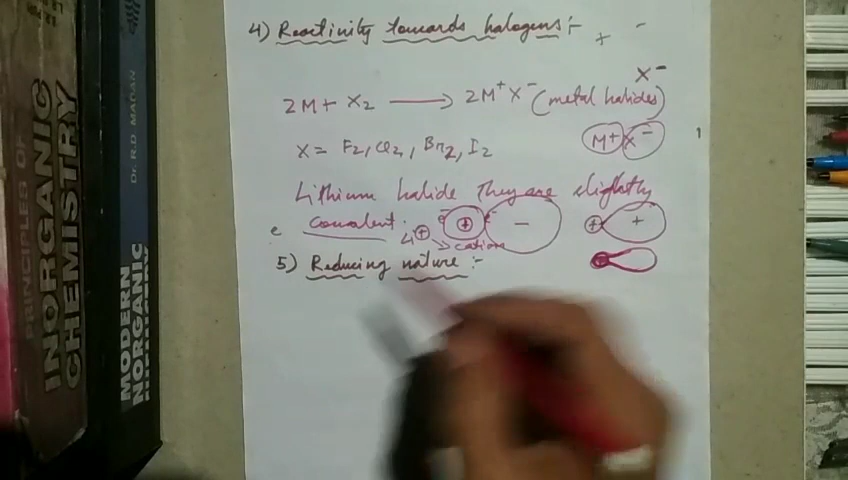 PRINCIPLES OF
INORGANIC
CHEMISTRY
MODERN
INORGANIC
Dr. R.D. MADAN
4) Reactivity towards halogens:-
+ -
X⁻
2M + X₂ → 2M⁺X⁻ (metal halides)
M+ X⁻
X = F₂, Cl₂, Br₂, I₂
Lithium halide They are slightly
e covalent.
e⁻ + e⁻ -
+ +
Li + → cation
5) Reducing nature :-